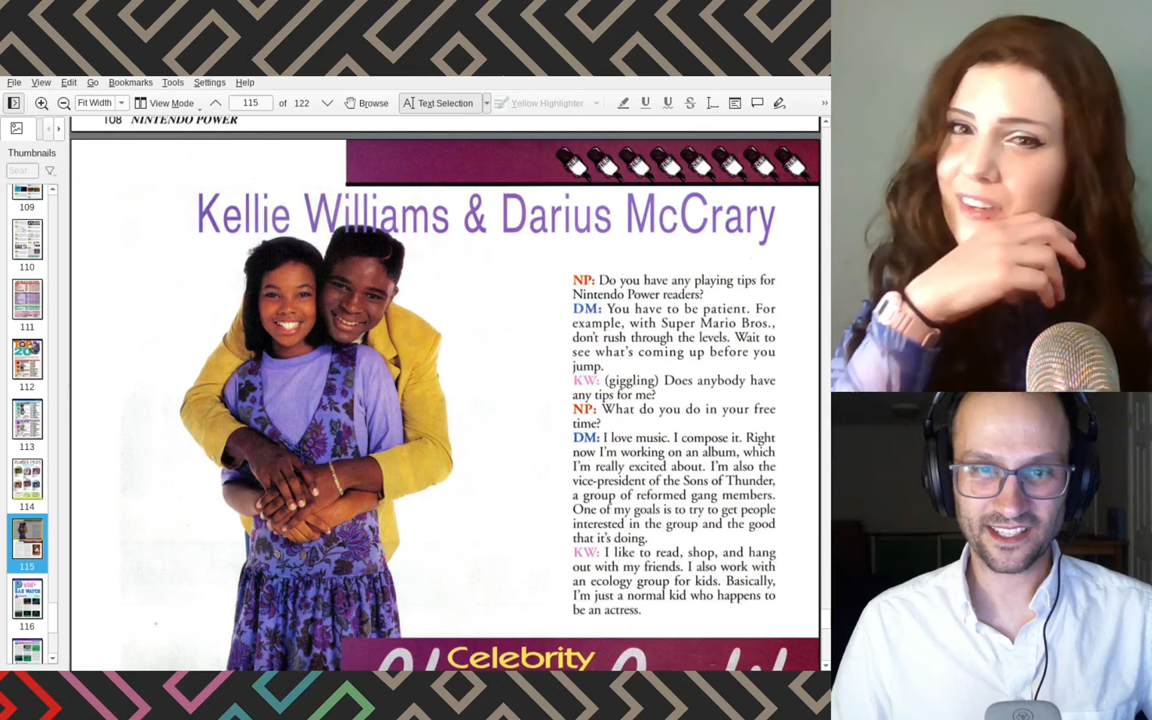 File View Edit Go Bookmarks Tools Settings Help
Fit Width View Mode 115 of 122 Browse Text Selection Yellow Highlighter
108 NINTENDO POWER
Thumbnails
Sear...
109
110
111
TOP 20
112
113
114
115
116
Kellie Williams & Darius McCrary
NP: Do you have any playing tips for
Nintendo Power readers?
DM: You have to be patient. For
example, with Super Mario Bros.,
don't rush through the levels. Wait to
see what's coming up before you
jump.
KW: (giggling) Does anybody have
any tips for me?
NP: What do you do in your free
time?
DM: I love music. I compose it. Right
now I'm working on an album, which
I'm really excited about. I'm also the
vice-president of the Sons of Thunder,
a group of reformed gang members.
One of my goals is to try to get people
interested in the group and the good
that it's doing.
KW: I like to read, shop, and hang
out with my friends. I also work with
an ecology group for kids. Basically,
I'm just a normal kid who happens to
be an actress.
Celebrity